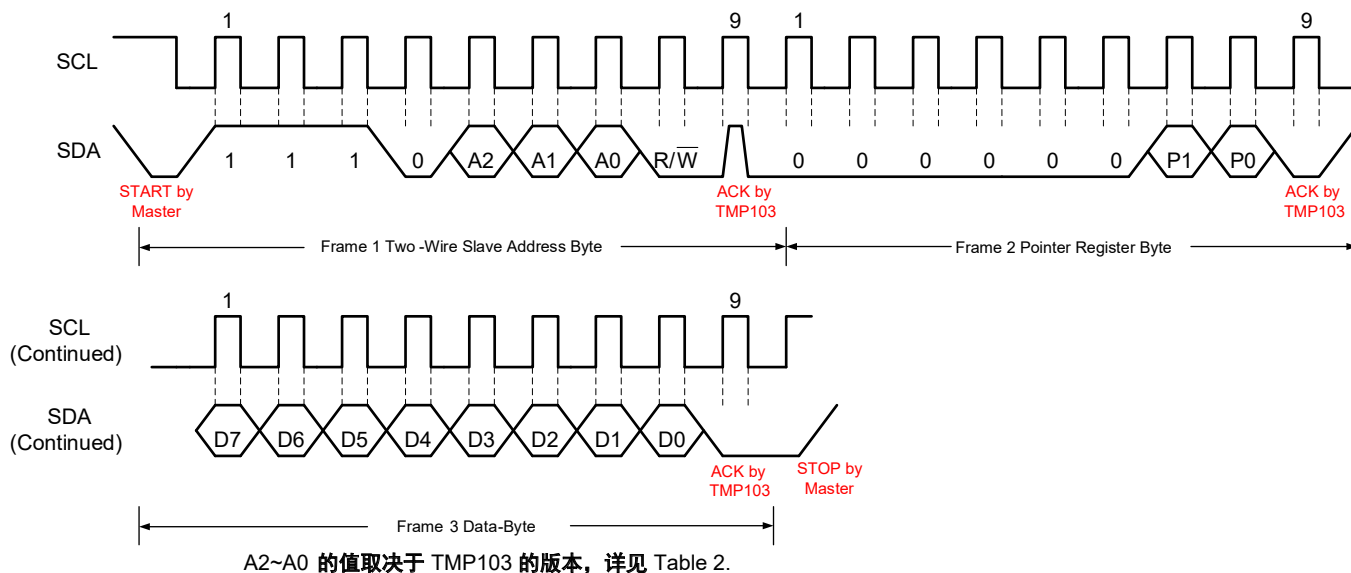 1 9 1 9
SCL
SDA
1 1 1 0 A2 A1 A0 R/W̅ 0 0 0 0 0 0 P1 P0
START by
Master
ACK by
TMP103
ACK by
TMP103
Frame 1 Two -Wire Slave Address Byte
Frame 2 Pointer Register Byte
1 9
SCL
(Continued)
SDA
(Continued)
D7 D6 D5 D4 D3 D2 D1 D0
ACK by
TMP103
STOP by
Master
Frame 3 Data-Byte
A2~A0 的值取决于 TMP103 的版本，详见 Table 2.